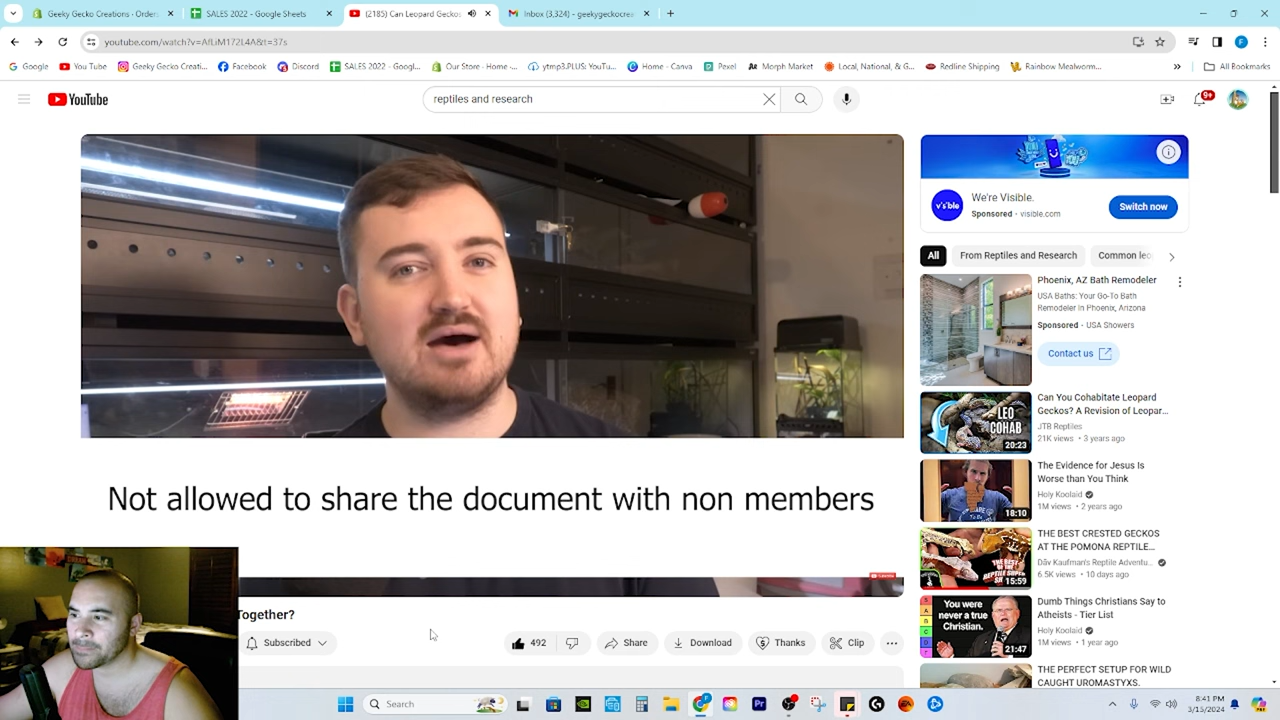 Geeky Gecko Creations · Order
SALES 2022 - Google Sheets
(2185) Can Leopard Geckos
Inbox (3,324) - geekygeckocrea
youtube.com/watch?v=AfLiM172L4A&t=37s
Google
You Tube
Geeky Gecko Creati...
Facebook
Discord
SALES 2022 - Googl...
Our Store - Home -...
ytmp3.PLUS: YouTu...
Home - Canva
Pexel
Morph Market
Local, National, & G...
Redline Shipping
Rainbow Mealworm...
All Bookmarks
YouTube
reptiles and research
9+
Not allowed to share the document with non members
Together?
Subscribed
492
Share
Download
Thanks
Clip
visible
We're Visible.
Sponsored · visible.com
Switch now
All
From Reptiles and Research
Common leo
Phoenix, AZ Bath Remodeler
USA Baths: Your Go-To Bath
Remodeler In Phoenix, Arizona
Sponsored · USA Showers
Contact us
LEO
COHAB
20:23
Can You Cohabitate Leopard
Geckos? A Revision of Leopar...
JTB Reptiles
21K views · 3 years ago
18:10
The Evidence for Jesus Is
Worse than You Think
Holy Koolaid
1M views · 2 years ago
THE BEST
CRESTED GECKOS
15:59
THE BEST CRESTED GECKOS
AT THE POMONA REPTILE...
Dāv Kaufman's Reptile Adventu...
6.5K views · 10 days ago
You were
never a true
Christian.
21:47
Dumb Things Christians Say to
Atheists - Tier List
Holy Koolaid
1M views · 1 year ago
THE PERFECT SETUP FOR WILD
CAUGHT UROMASTYXS.
Search
8:41 PM
3/15/2024